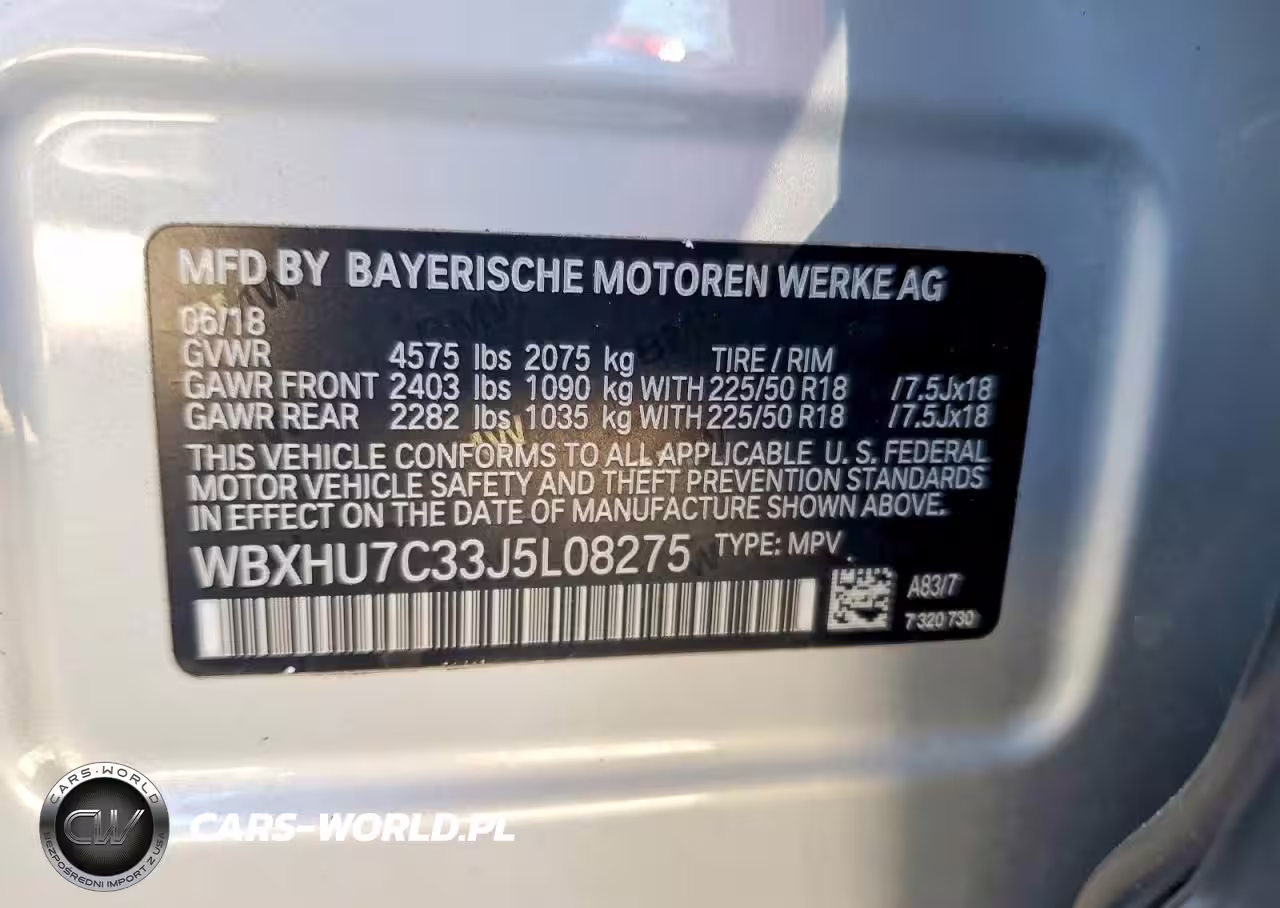 MFD BY BAYERISCHE MOTOREN WERKE AG
06/18
GVWR 4575 lbs 2075 kg TIRE / RIM
GAWR FRONT 2403 lbs 1090 kg WITH 225/50 R18 /7.5Jx18
GAWR REAR 2282 lbs 1035 kg WITH 225/50 R18 /7.5Jx18
THIS VEHICLE CONFORMS TO ALL APPLICABLE U. S. FEDERAL
MOTOR VEHICLE SAFETY AND THEFT PREVENTION STANDARDS
IN EFFECT ON THE DATE OF MANUFACTURE SHOWN ABOVE.
WBXHU7C33J5L08275 TYPE: MPV
A83/7
7 320 730
CARS-WORLD
CW
BEZPOŚREDNI IMPORT Z USA
CARS-WORLD.PL